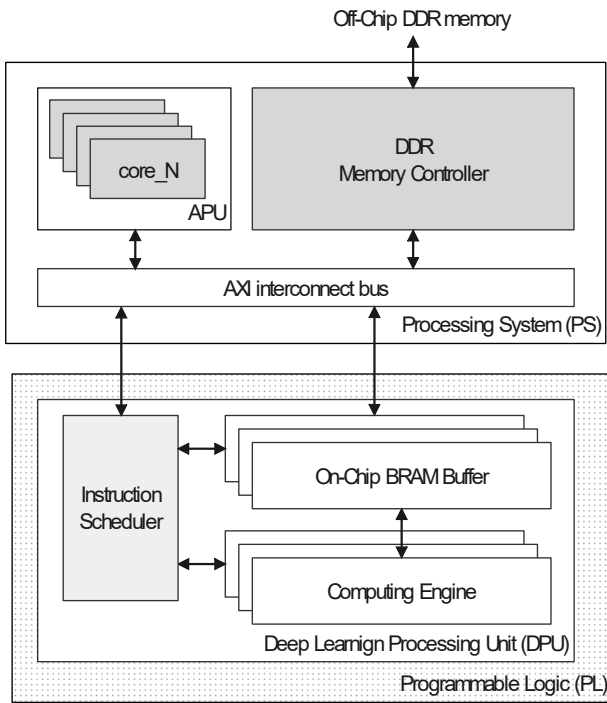 Off-Chip DDR memory
core_N
APU
DDR
Memory Controller
AXI interconnect bus
Processing System (PS)
Instruction
Scheduler
On-Chip BRAM Buffer
Computing Engine
Deep Learnign Processing Unit (DPU)
Programmable Logic (PL)